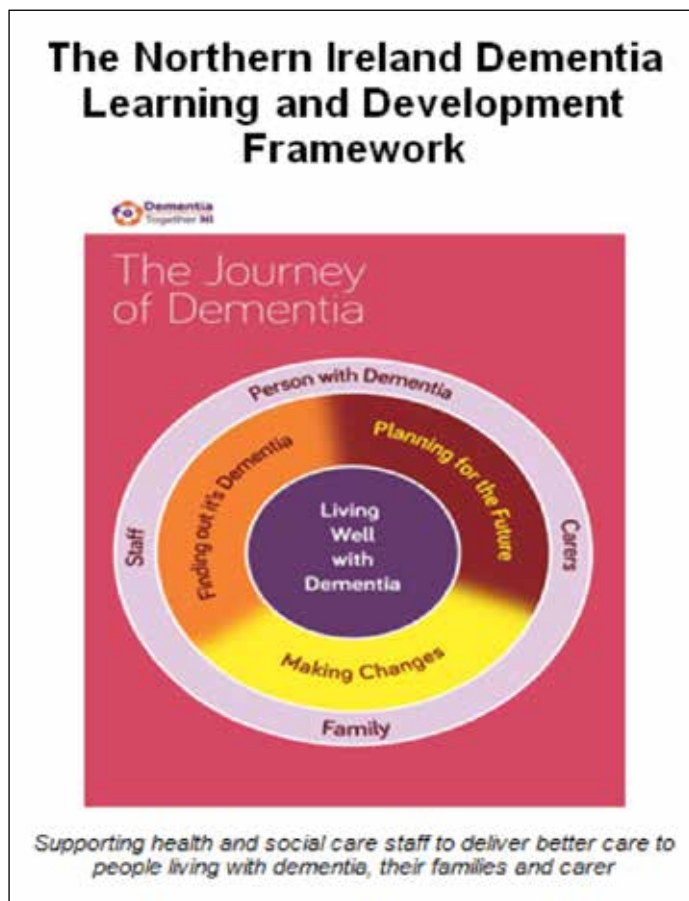 The Northern Ireland Dementia
Learning and Development
Framework
Dementia
Together NI
The Journey
of Dementia
Person with Dementia
Finding out it's Dementia
Planning for the Future
Staff
Living
Well
with
Dementia
Carers
Making Changes
Family
Supporting health and social care staff to deliver better care to
people living with dementia, their families and carer